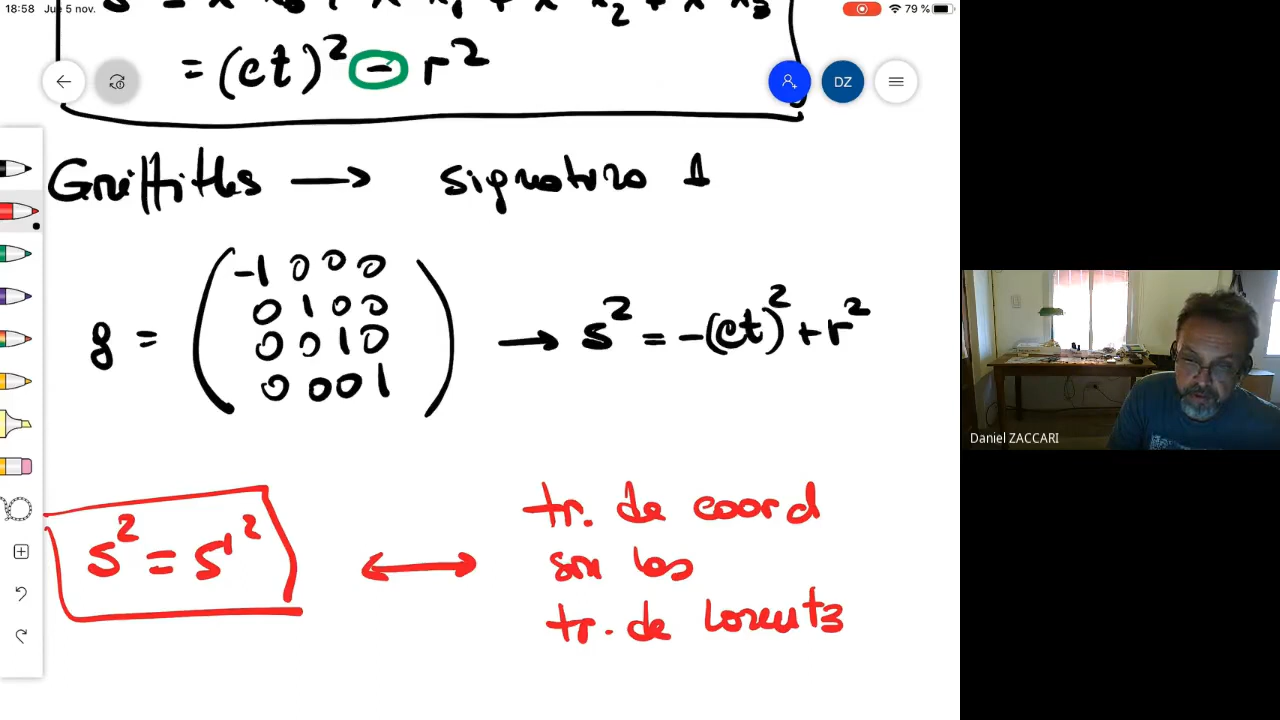 18:58 Jue 5 nov.
79 %
= (ct)² - r²
DZ
Griffiths → signatura 1
g = ( -1 0 0 0
0 1 0 0
0 0 1 0
0 0 0 1 ) → s² = -(ct)² + r²
s² = s'² ↔ tr. de coord
son las
tr. de Lorentz
Daniel ZACCARI